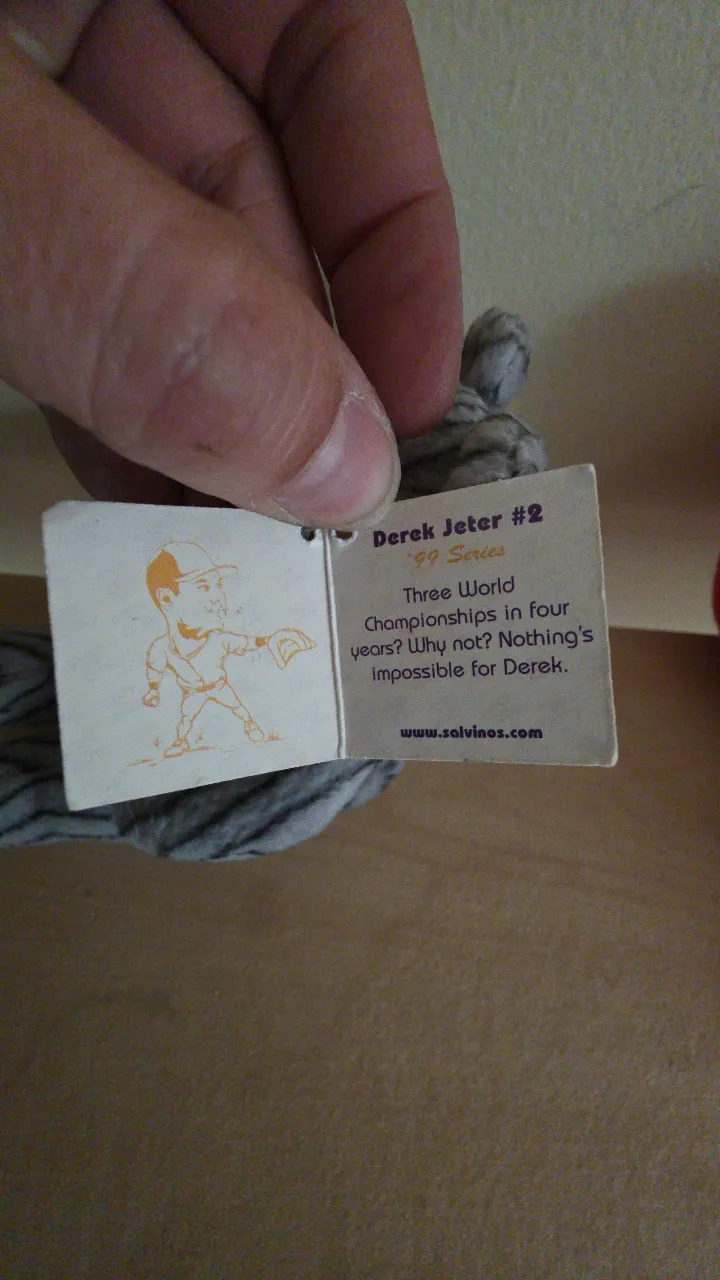 Derek Jeter #2
'99 Series
Three World
Championships in four
years? Why not? Nothing's
impossible for Derek.
www.salvinos.com